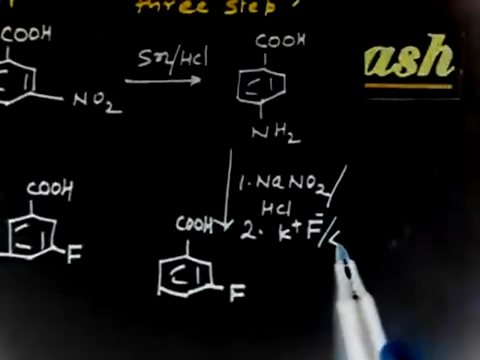 three step
COOH
COOH
Sn/HCl
ash
NO2
NH2
1. NaNO2/
HCl
COOH
COOH
2. K+ F-/
F
F